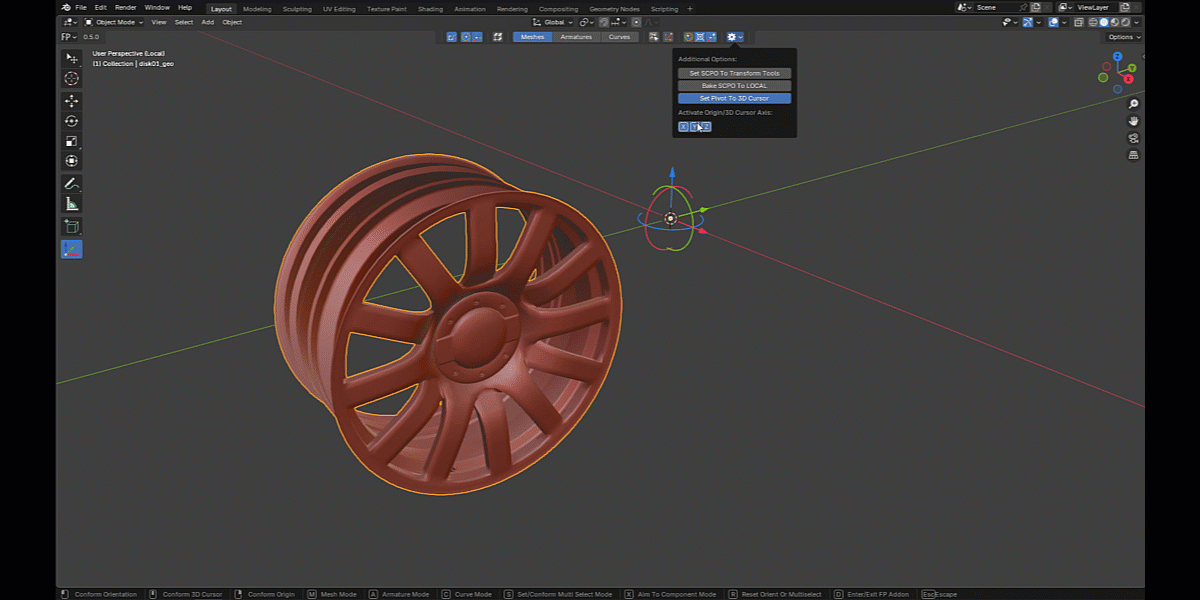 File Edit Render Window Help Layout Modeling Sculpting UV Editing Texture Paint Shading Animation Rendering Compositing Geometry Nodes Scripting + Scene ViewLayer
Object Mode View Select Add Object Global
FP 0.5.0 Meshes Armatures Curves Options
User Perspective (Local)
(1) Collection | disk01_geo
Additional Options:
Set SCPO To Transform Tools
Bake SCPO To LOCAL
Set Pivot To 3D Cursor
Activate Origin/3D Cursor Axis:
X Y Z
Z
Y
X
Conform Orientation Conform 3D Cursor Conform Origin M Mesh Mode A Armature Mode C Curve Mode S Set/Conform Multi Select Mode X Aim To Component Mode R Reset Orient Or Multiselect D Enter/Exit FP Addon Esc Escape